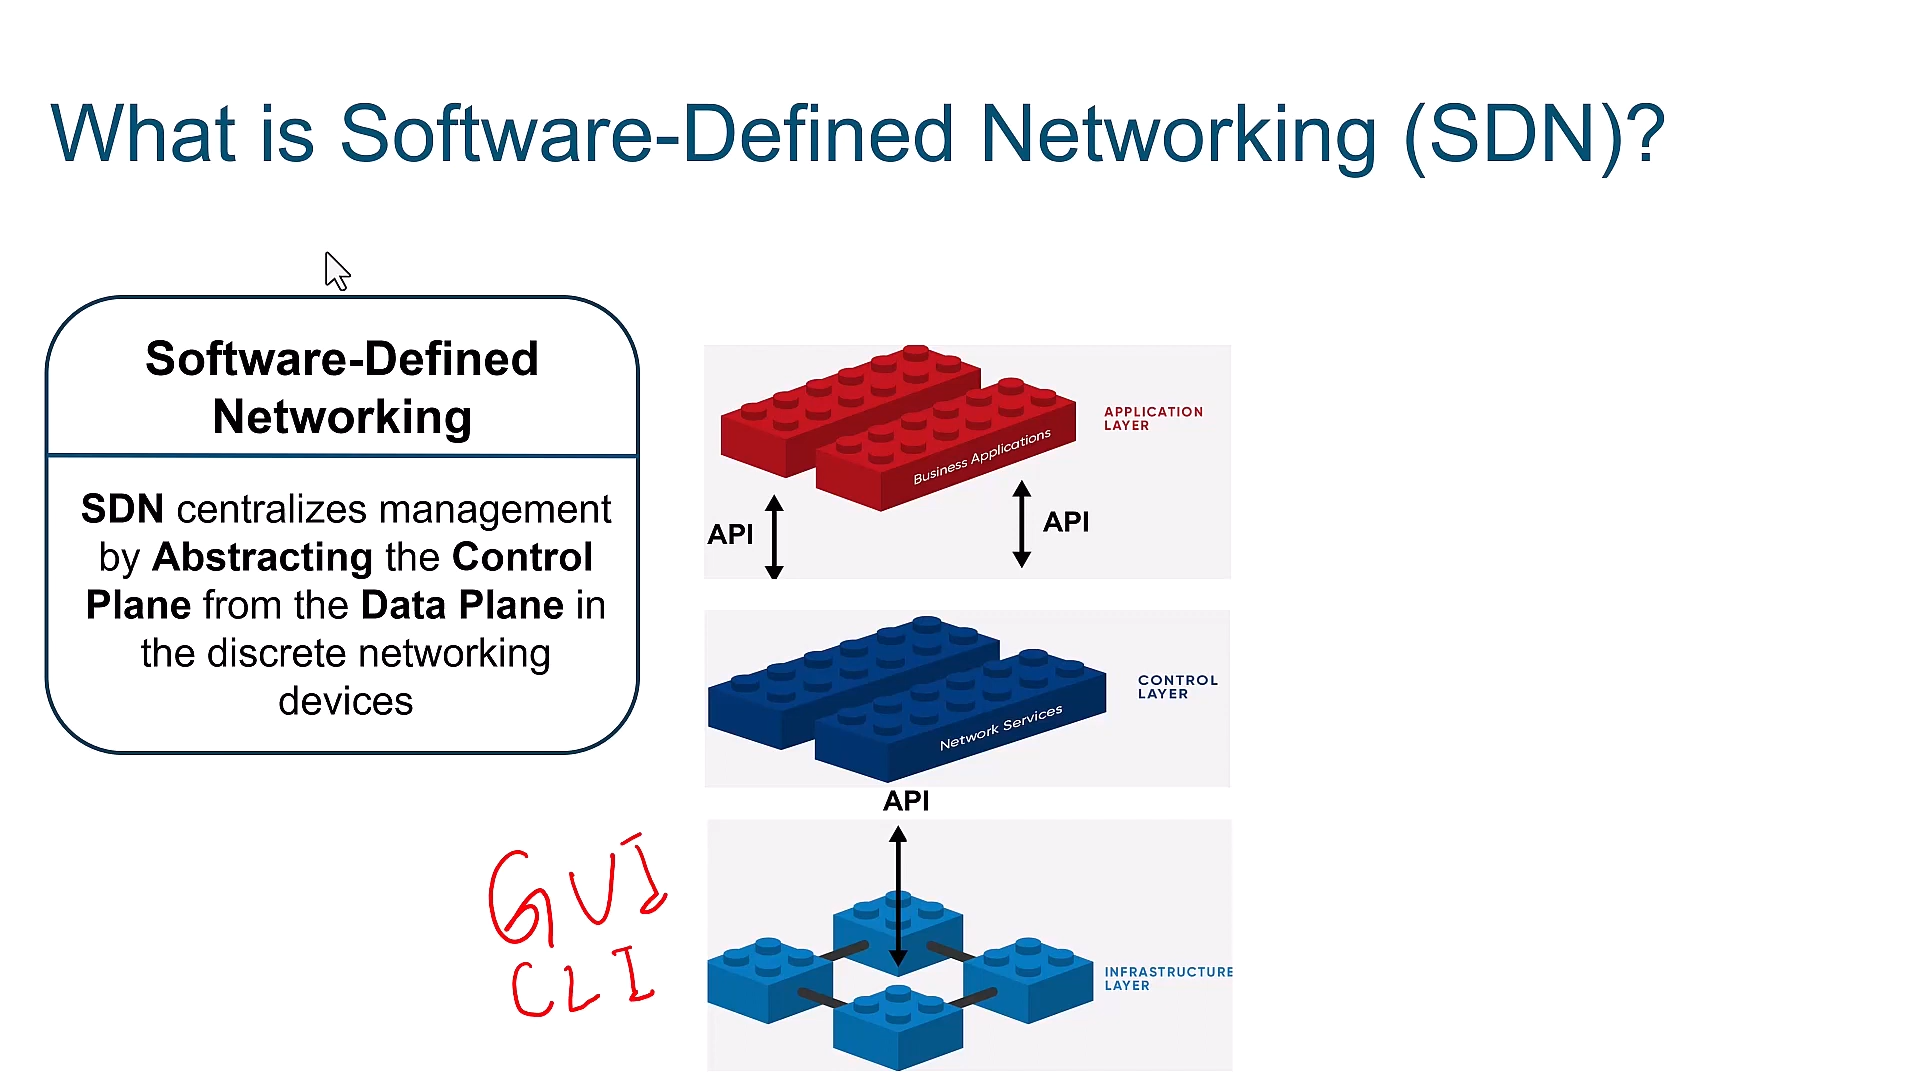 What is Software-Defined Networking (SDN)?
Software-Defined
Networking
SDN centralizes management
by Abstracting the Control
Plane from the Data Plane in
the discrete networking
devices
Business Applications
APPLICATION
LAYER
API
API
Network Services
CONTROL
LAYER
API
INFRASTRUCTURE
LAYER
GUI
CLI